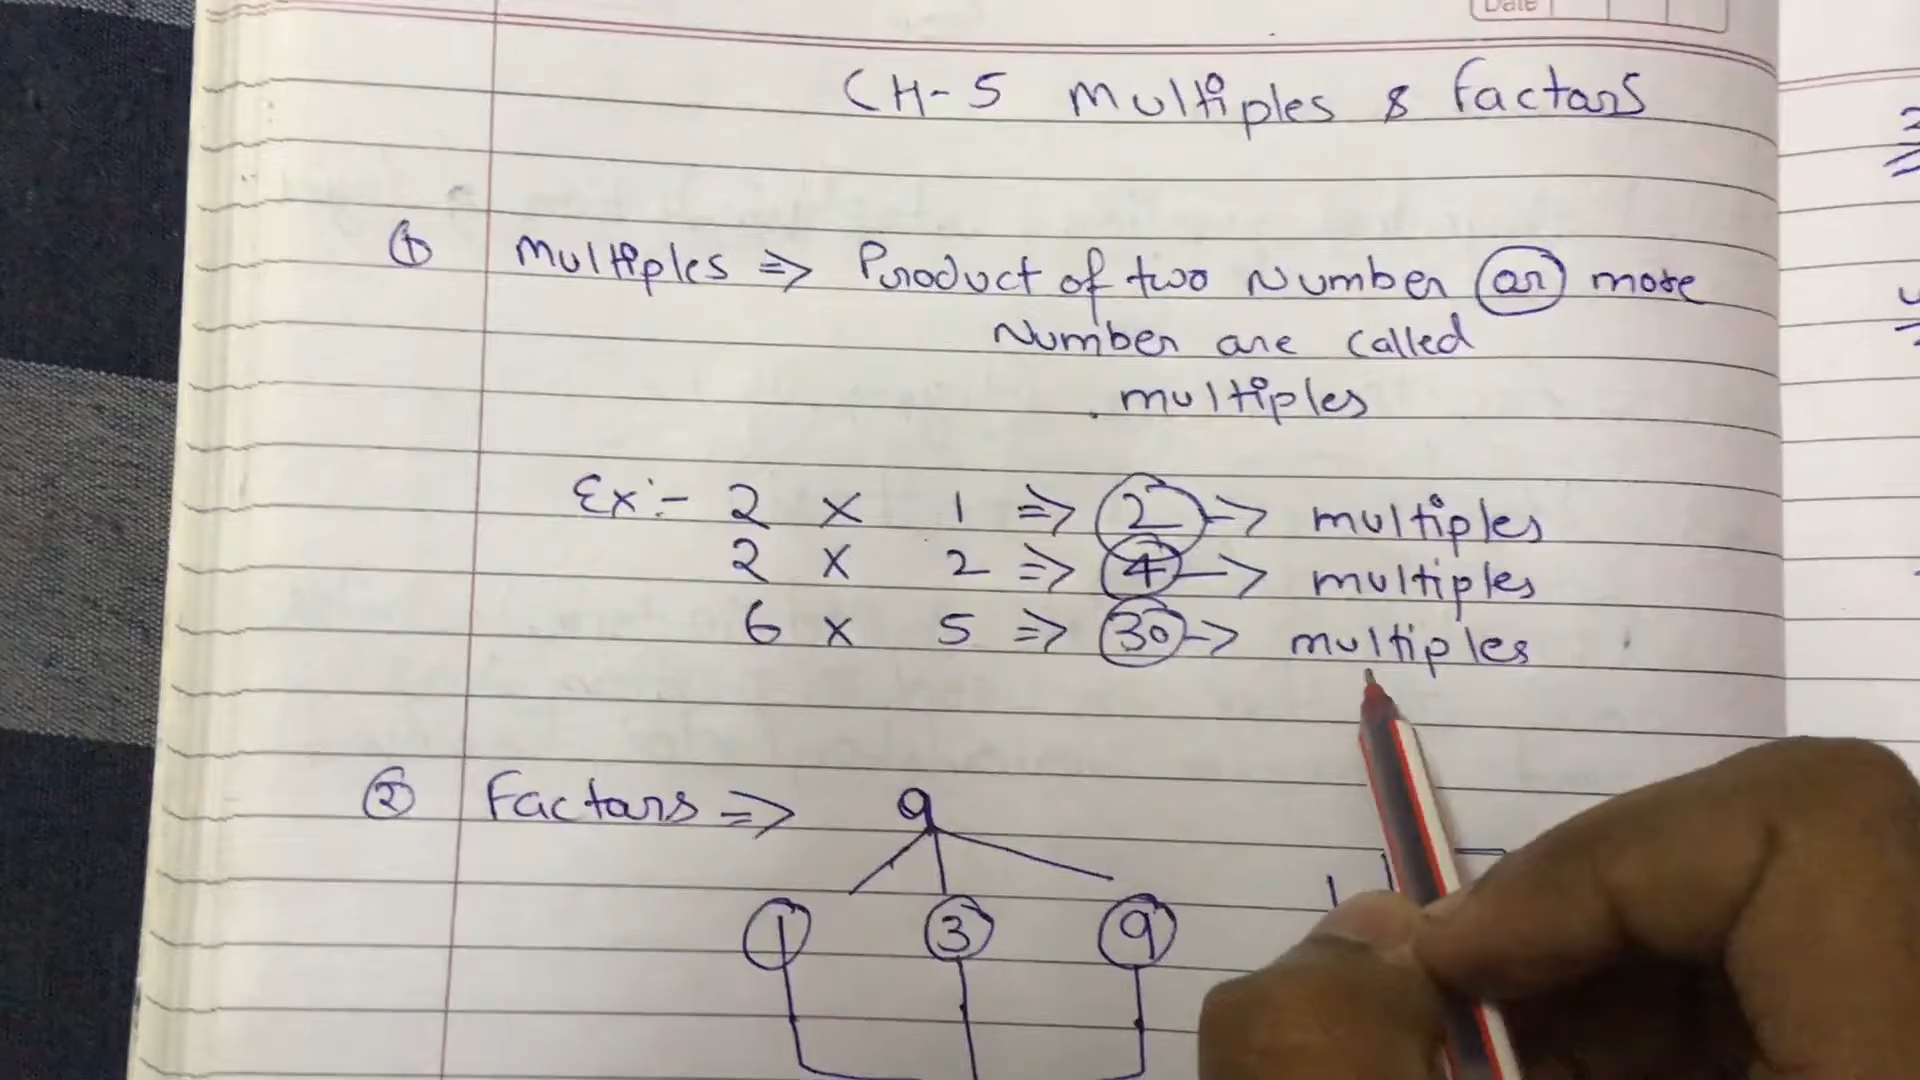 Date
CH-5 Multiples & Factors
① Multiples => Product of two Number or more
Number are called
multiples
Ex:- 2 x 1 => 2 -> multiples
2 x 2 => 4 -> multiples
6 x 5 => 30 -> multiples
② Factors => 9
1 3 9